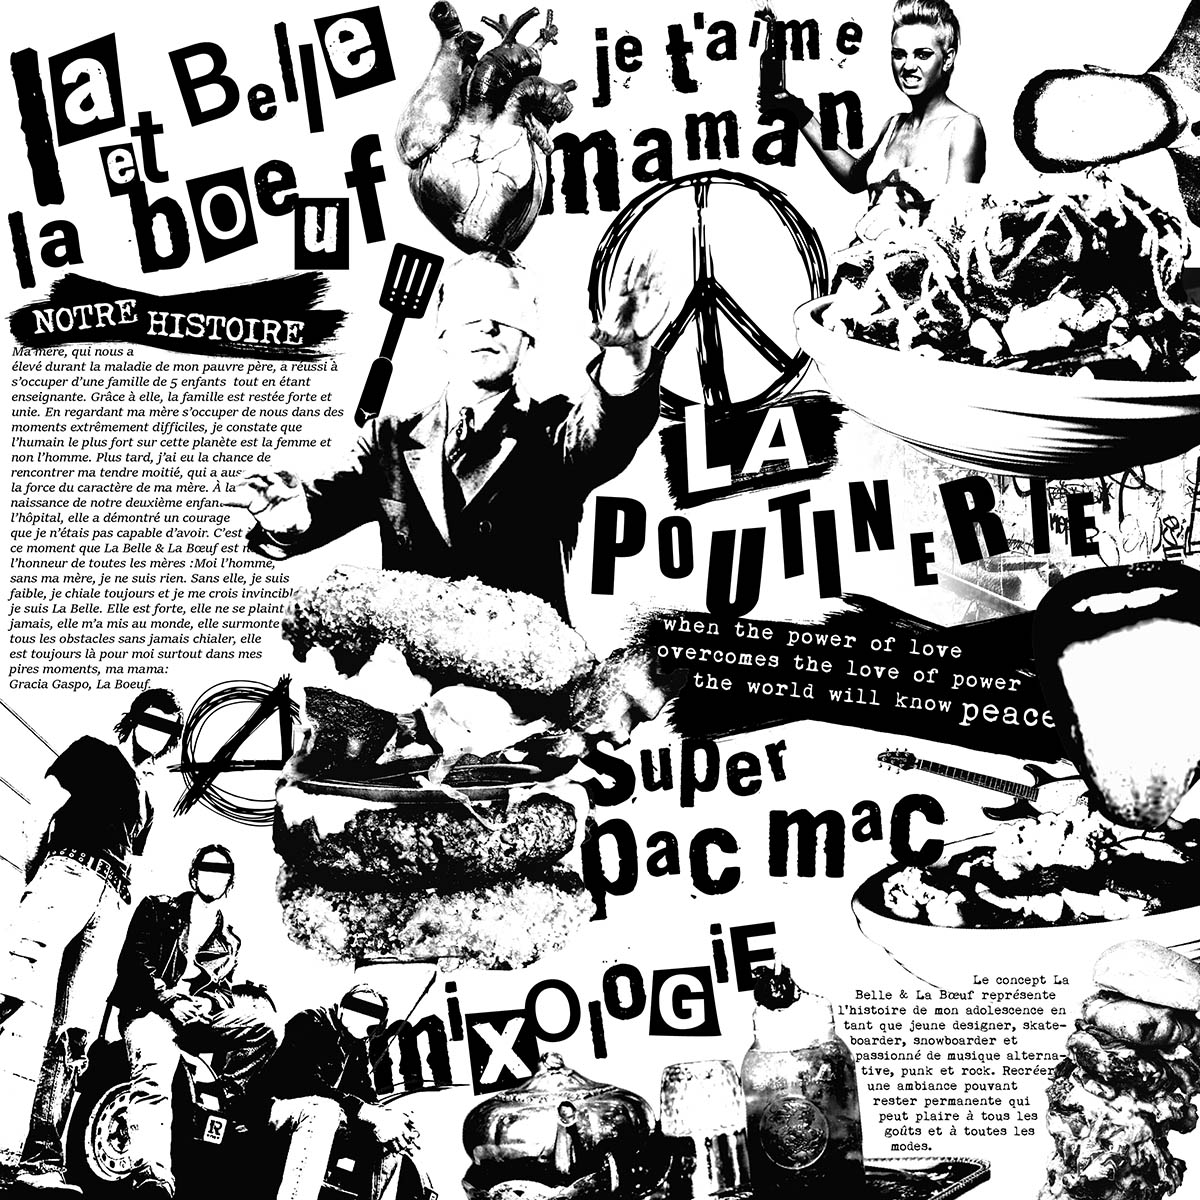 la Belle
et
la boeuf
je t'aime
maman
NOTRE HISTOIRE
Ma mère, qui nous a
élevé durant la maladie de mon pauvre père, a réussi à
s'occuper d'une famille de 5 enfants tout en étant
enseignante. Grâce à elle, la famille est restée forte et
unie. En regardant ma mère s'occuper de nous dans des
moments extrêmement difficiles, je constate que
l'humain le plus fort sur cette planète est la femme et
non l'homme. Plus tard, j'ai eu la chance de
rencontrer ma tendre moitié, qui a aus
la force du caractère de ma mère. À la
naissance de notre deuxième enfan
l'hôpital, elle a démontré un courage
que je n'étais pas capable d'avoir. C'est
ce moment que La Belle & La Bœuf est n
l'honneur de toutes les mères :Moi l'homme,
sans ma mère, je ne suis rien. Sans elle, je suis
faible, je chiale toujours et je me crois invincibl
je suis La Belle. Elle est forte, elle ne se plaint
jamais, elle m'a mis au monde, elle surmonte
tous les obstacles sans jamais chialer, elle
est toujours là pour moi surtout dans mes
pires moments, ma mama:
Gracia Gaspo, La Boeuf.
LA
POUTINERIE
when the power of love
overcomes the love of power
the world will know peace
Super
pac mac
mixOloGiE
Le concept La
Belle & La Bœuf représente
l'histoire de mon adolescence en
tant que jeune designer, skate-
boarder, snowboarder et
passionné de musique alterna-
tive, punk et rock. Recréer
une ambiance pouvant
rester permanente qui
peut plaire à tous les
goûts et à toutes les
modes.